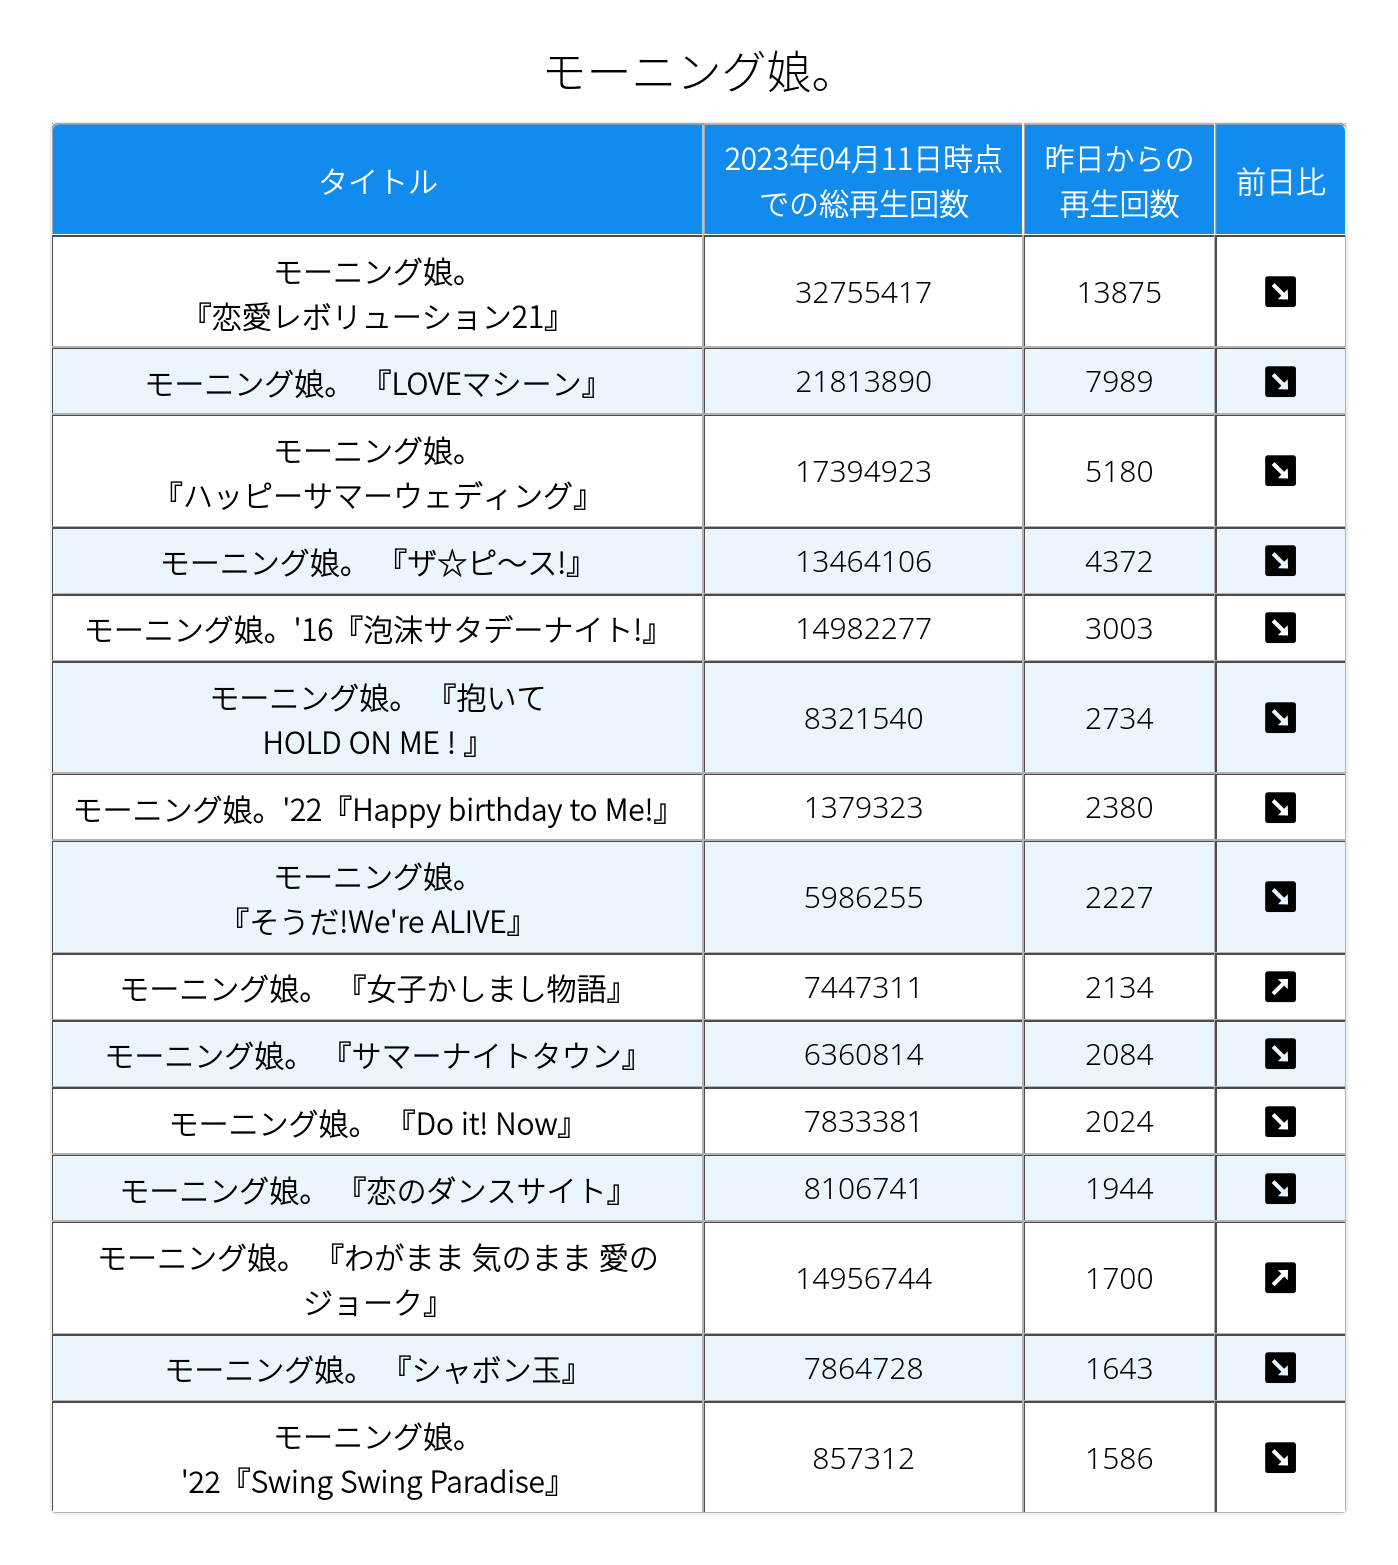 モーニング娘。
タイトル
2023年04月11日時点
での総再生回数
昨日からの
再生回数
前日比
モーニング娘。
『恋愛レボリューション21』
32755417
13875
↘
モーニング娘。 『LOVEマシーン』
21813890
7989
↘
モーニング娘。
『ハッピーサマーウェディング』
17394923
5180
↘
モーニング娘。 『ザ☆ピ〜ス!』
13464106
4372
↘
モーニング娘。'16『泡沫サタデーナイト!』
14982277
3003
↘
モーニング娘。 『抱いて
HOLD ON ME ! 』
8321540
2734
↘
モーニング娘。'22『Happy birthday to Me!』
1379323
2380
↘
モーニング娘。
『そうだ!We're ALIVE』
5986255
2227
↘
モーニング娘。 『女子かしまし物語』
7447311
2134
↗
モーニング娘。 『サマーナイトタウン』
6360814
2084
↘
モーニング娘。 『Do it! Now』
7833381
2024
↘
モーニング娘。 『恋のダンスサイト』
8106741
1944
↘
モーニング娘。 『わがまま 気のまま 愛の
ジョーク』
14956744
1700
↗
モーニング娘。 『シャボン玉』
7864728
1643
↘
モーニング娘。
'22『Swing Swing Paradise』
857312
1586
↘